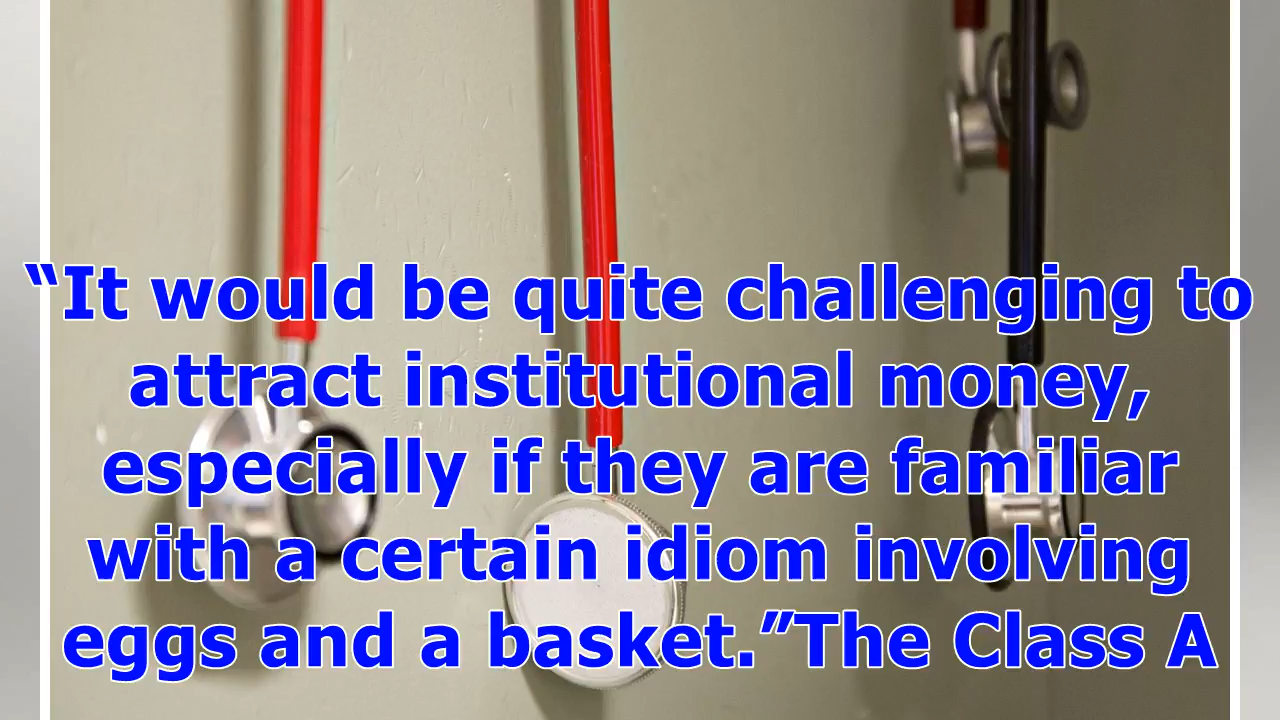 “It would be quite challenging to
attract institutional money,
especially if they are familiar
with a certain idiom involving
eggs and a basket.”The Class A